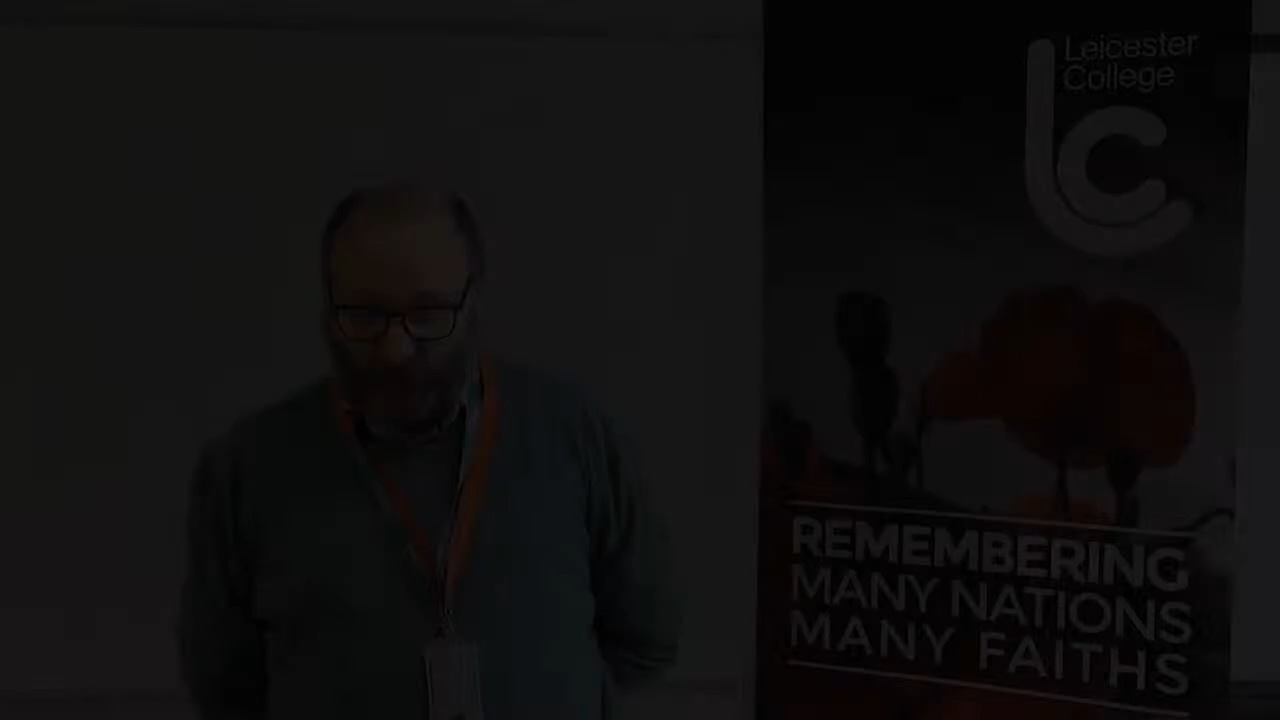 Leicester
College
lc
REMEMBERING
MANY NATIONS
MANY FAITHS